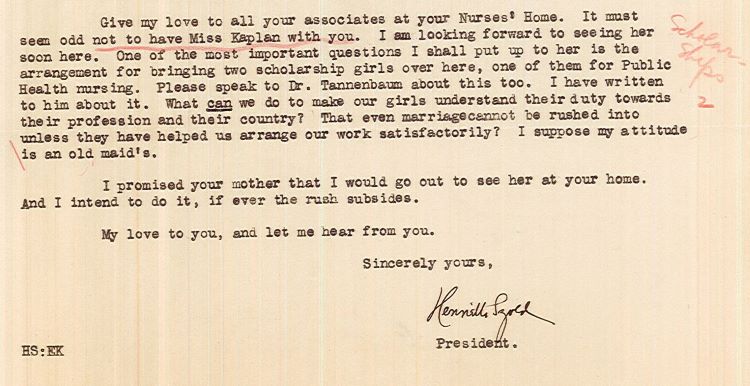 Give my love to all your associates at your Nurses' Home. It must
seem odd not to have Miss Kaplan with you. I am looking forward to seeing her
soon here. One of the most important questions I shall put up to her is the
arrangement for bringing two scholarship girls over here, one of them for Public
Health nursing. Please speak to Dr. Tannenbaum about this too. I have written
to him about it. What can we do to make our girls understand their duty towards
their profession and their country? That even marriagecannot be rushed into
unless they have helped us arrange our work satisfactorily? I suppose my attitude
is an old maid's.
Scholar-
ships
2
I promised your mother that I would go out to see her at your home.
And I intend to do it, if ever the rush subsides.
My love to you, and let me hear from you.
Sincerely yours,
Henrietta Szold
President.
HS:EK